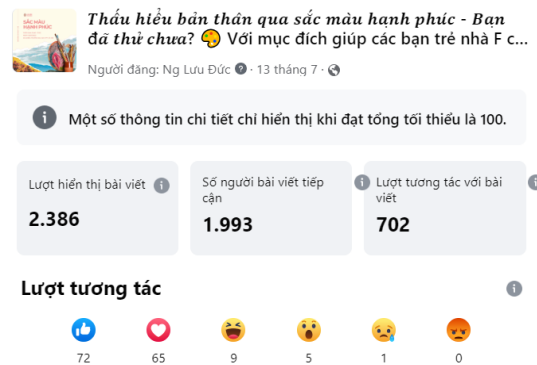 Thấu hiểu bản thân qua sắc màu hạnh phúc - Bạn
đã thử chưa? 🎨 Với mục đích giúp các bạn trẻ nhà F c...
SẮC MÀU
HẠNH PHÚC
Người đăng: Ng Lưu Đức · 13 tháng 7 ·
Một số thông tin chi tiết chỉ hiển thị khi đạt tổng tối thiểu là 100.
Lượt hiển thị bài viết
2.386
Số người bài viết tiếp
cận
1.993
Lượt tương tác với bài
viết
702
Lượt tương tác
72 65 9 5 1 0